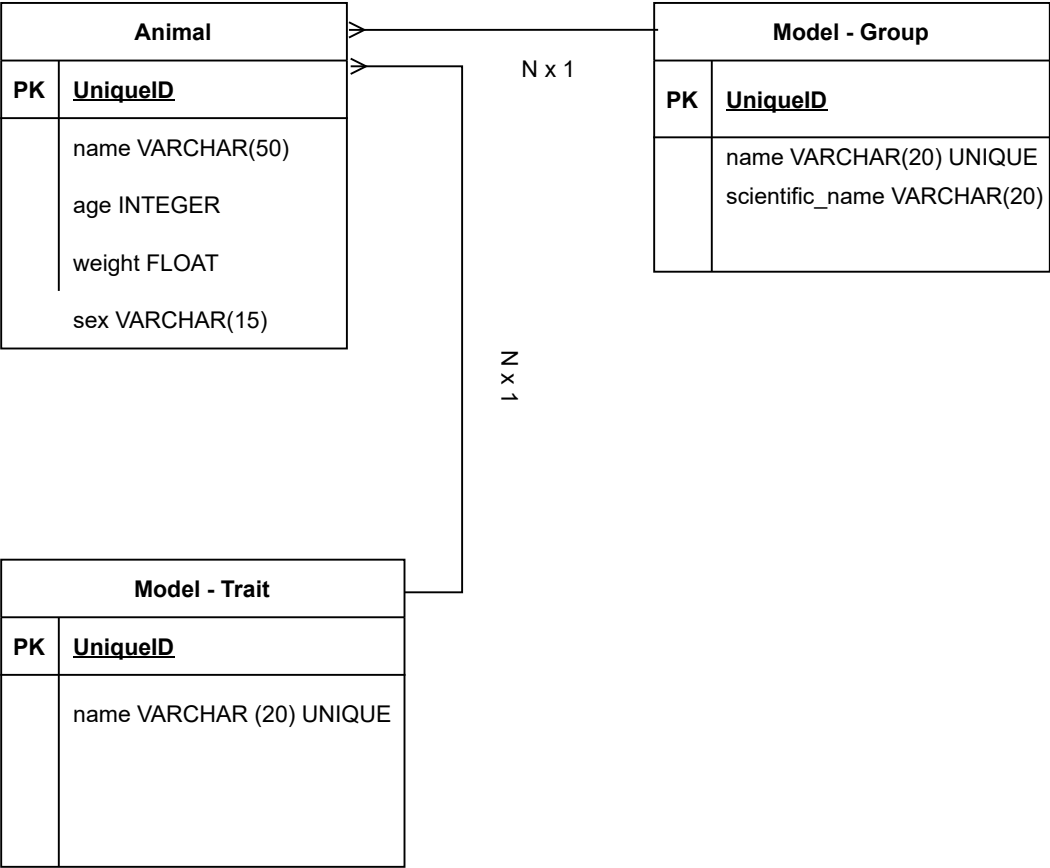 Animal
PK UniqueID
name VARCHAR(50)
age INTEGER
weight FLOAT
sex VARCHAR(15)
N x 1
Model - Group
PK UniqueID
name VARCHAR(20) UNIQUE
scientific_name VARCHAR(20)
N x 1
Model - Trait
PK UniqueID
name VARCHAR (20) UNIQUE